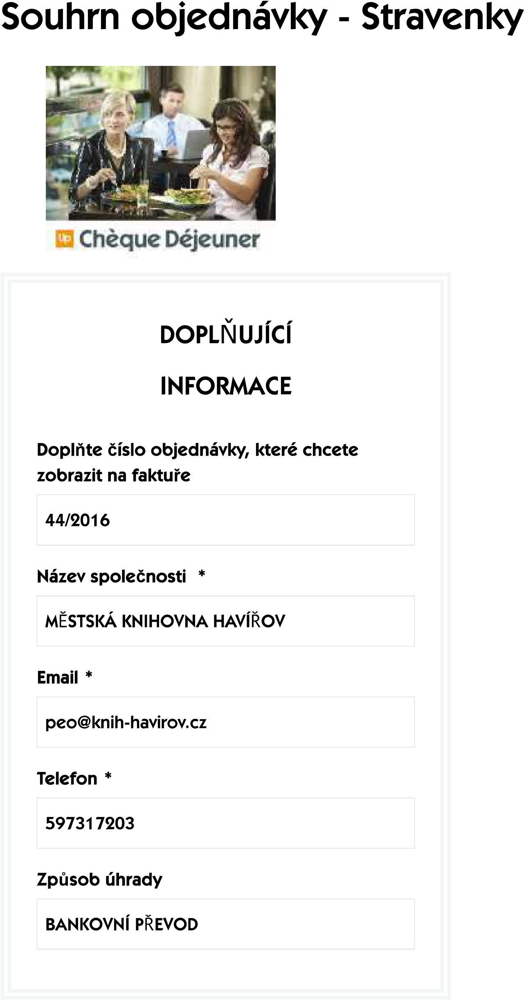 Souhrn objednávky - Stravenky
up Chèque Déjeuner
DOPLŇUJÍCÍ
INFORMACE
Doplňte číslo objednávky, které chcete
zobrazit na faktuře
44/2016
Název společnosti *
MĚSTSKÁ KNIHOVNA HAVÍŘOV
Email *
peo@knih-havirov.cz
Telefon *
597317203
Způsob úhrady
BANKOVNÍ PŘEVOD